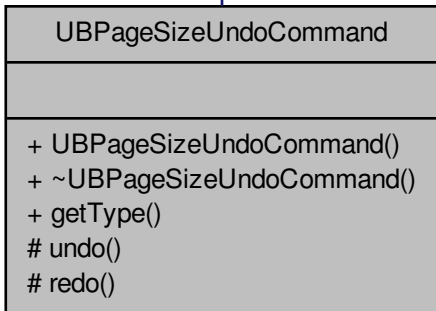 UBPageSizeUndoCommand
+ UBPageSizeUndoCommand()
+ ~UBPageSizeUndoCommand()
+ getType()
# undo()
# redo()